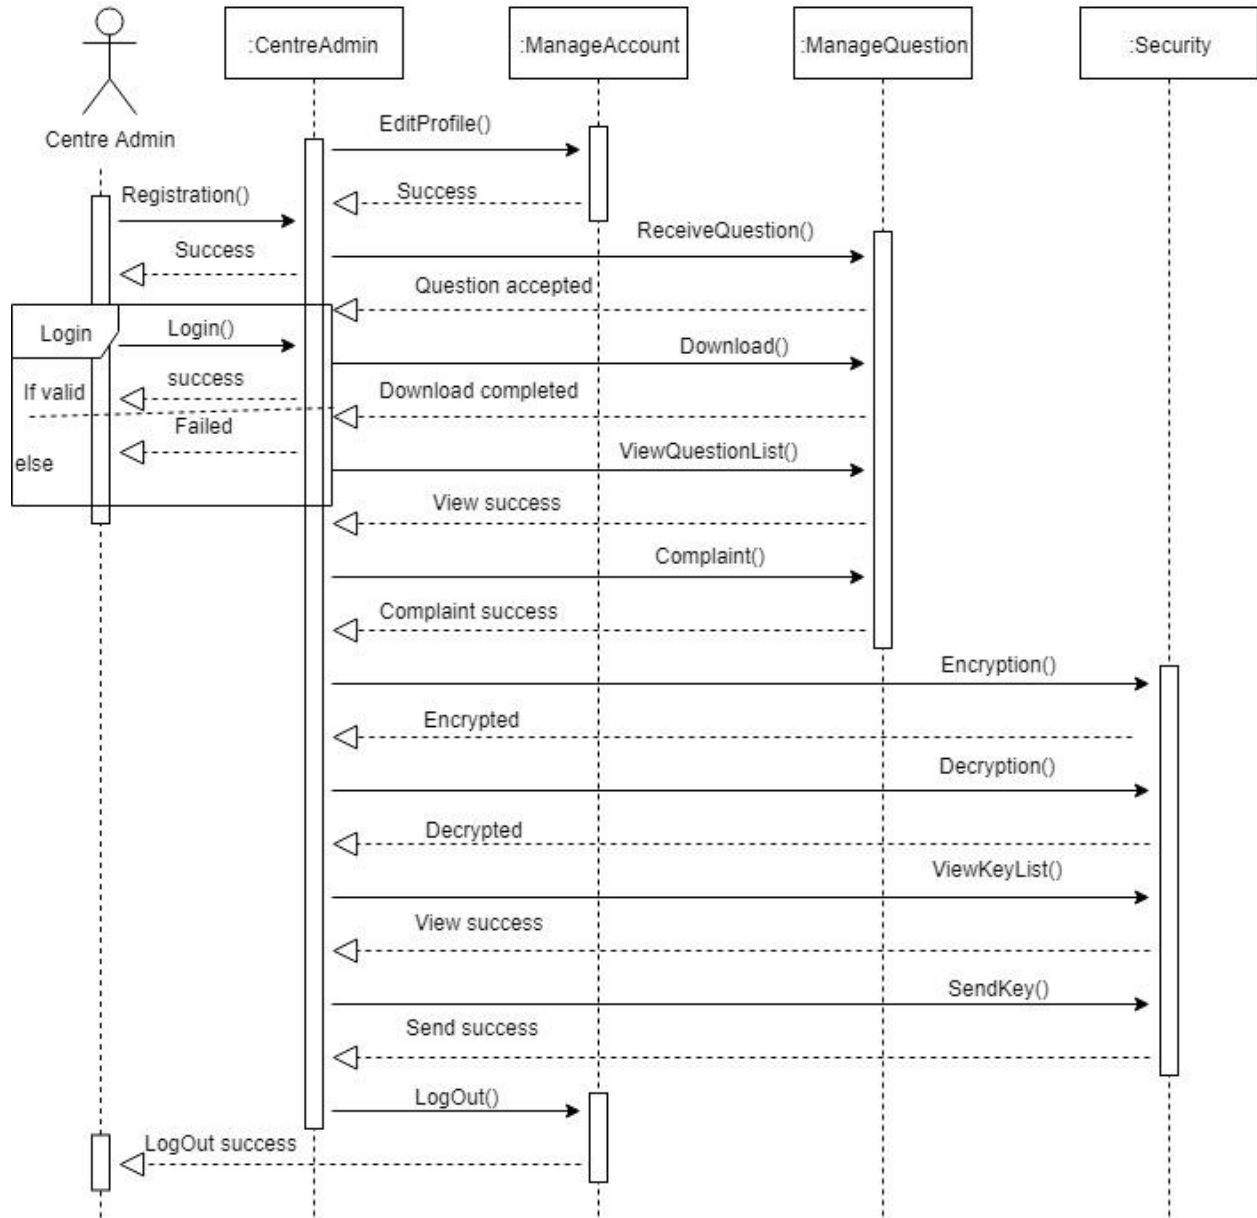 :CentreAdmin
:ManageAccount
:ManageQuestion
:Security
Centre Admin
EditProfile()
Registration()
Success
ReceiveQuestion()
Success
Question accepted
Login
Login()
Download()
success
If valid
Download completed
Failed
else
ViewQuestionList()
View success
Complaint()
Complaint success
Encryption()
Encrypted
Decryption()
Decrypted
ViewKeyList()
View success
SendKey()
Send success
LogOut()
LogOut success